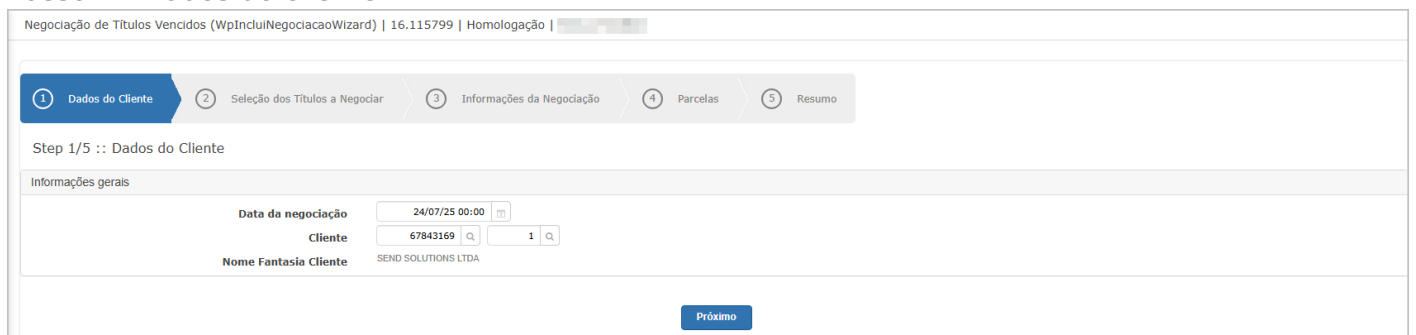 Negociação de Títulos Vencidos (WpIncluiNegociacaoWizard) | 16.115799 | Homologação |
1 Dados do Cliente 2 Seleção dos Títulos a Negociar 3 Informações da Negociação 4 Parcelas 5 Resumo
Step 1/5 :: Dados do Cliente
Informações gerais
Data da negociação 24/07/25 00:00
Cliente 67843169 1
Nome Fantasia Cliente SEND SOLUTIONS LTDA
Próximo